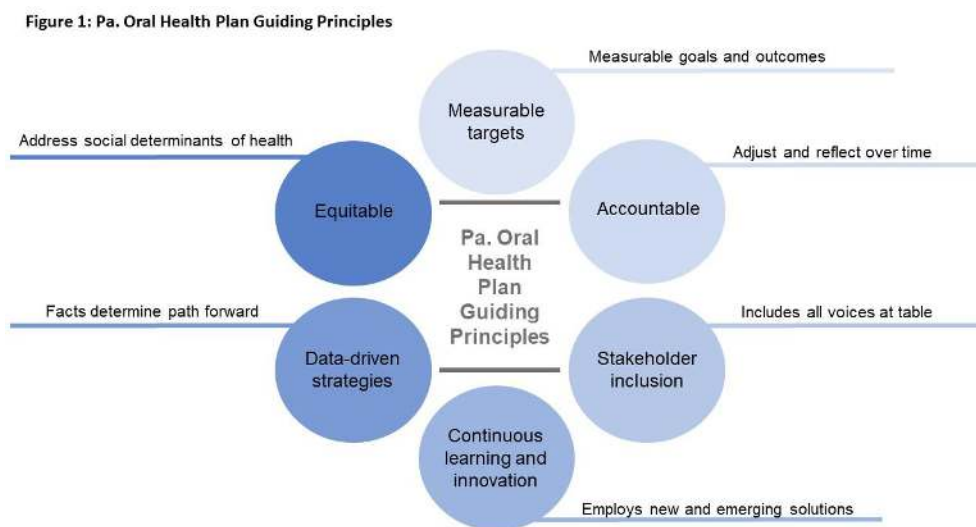 Figure 1: Pa. Oral Health Plan Guiding Principles
Measurable goals and outcomes
Measurable
targets
Address social determinants of health
Adjust and reflect over time
Equitable
Accountable
Pa. Oral
Health
Plan
Guiding
Principles
Facts determine path forward
Includes all voices at table
Data-driven
strategies
Stakeholder
inclusion
Continuous
learning and
innovation
Employs new and emerging solutions